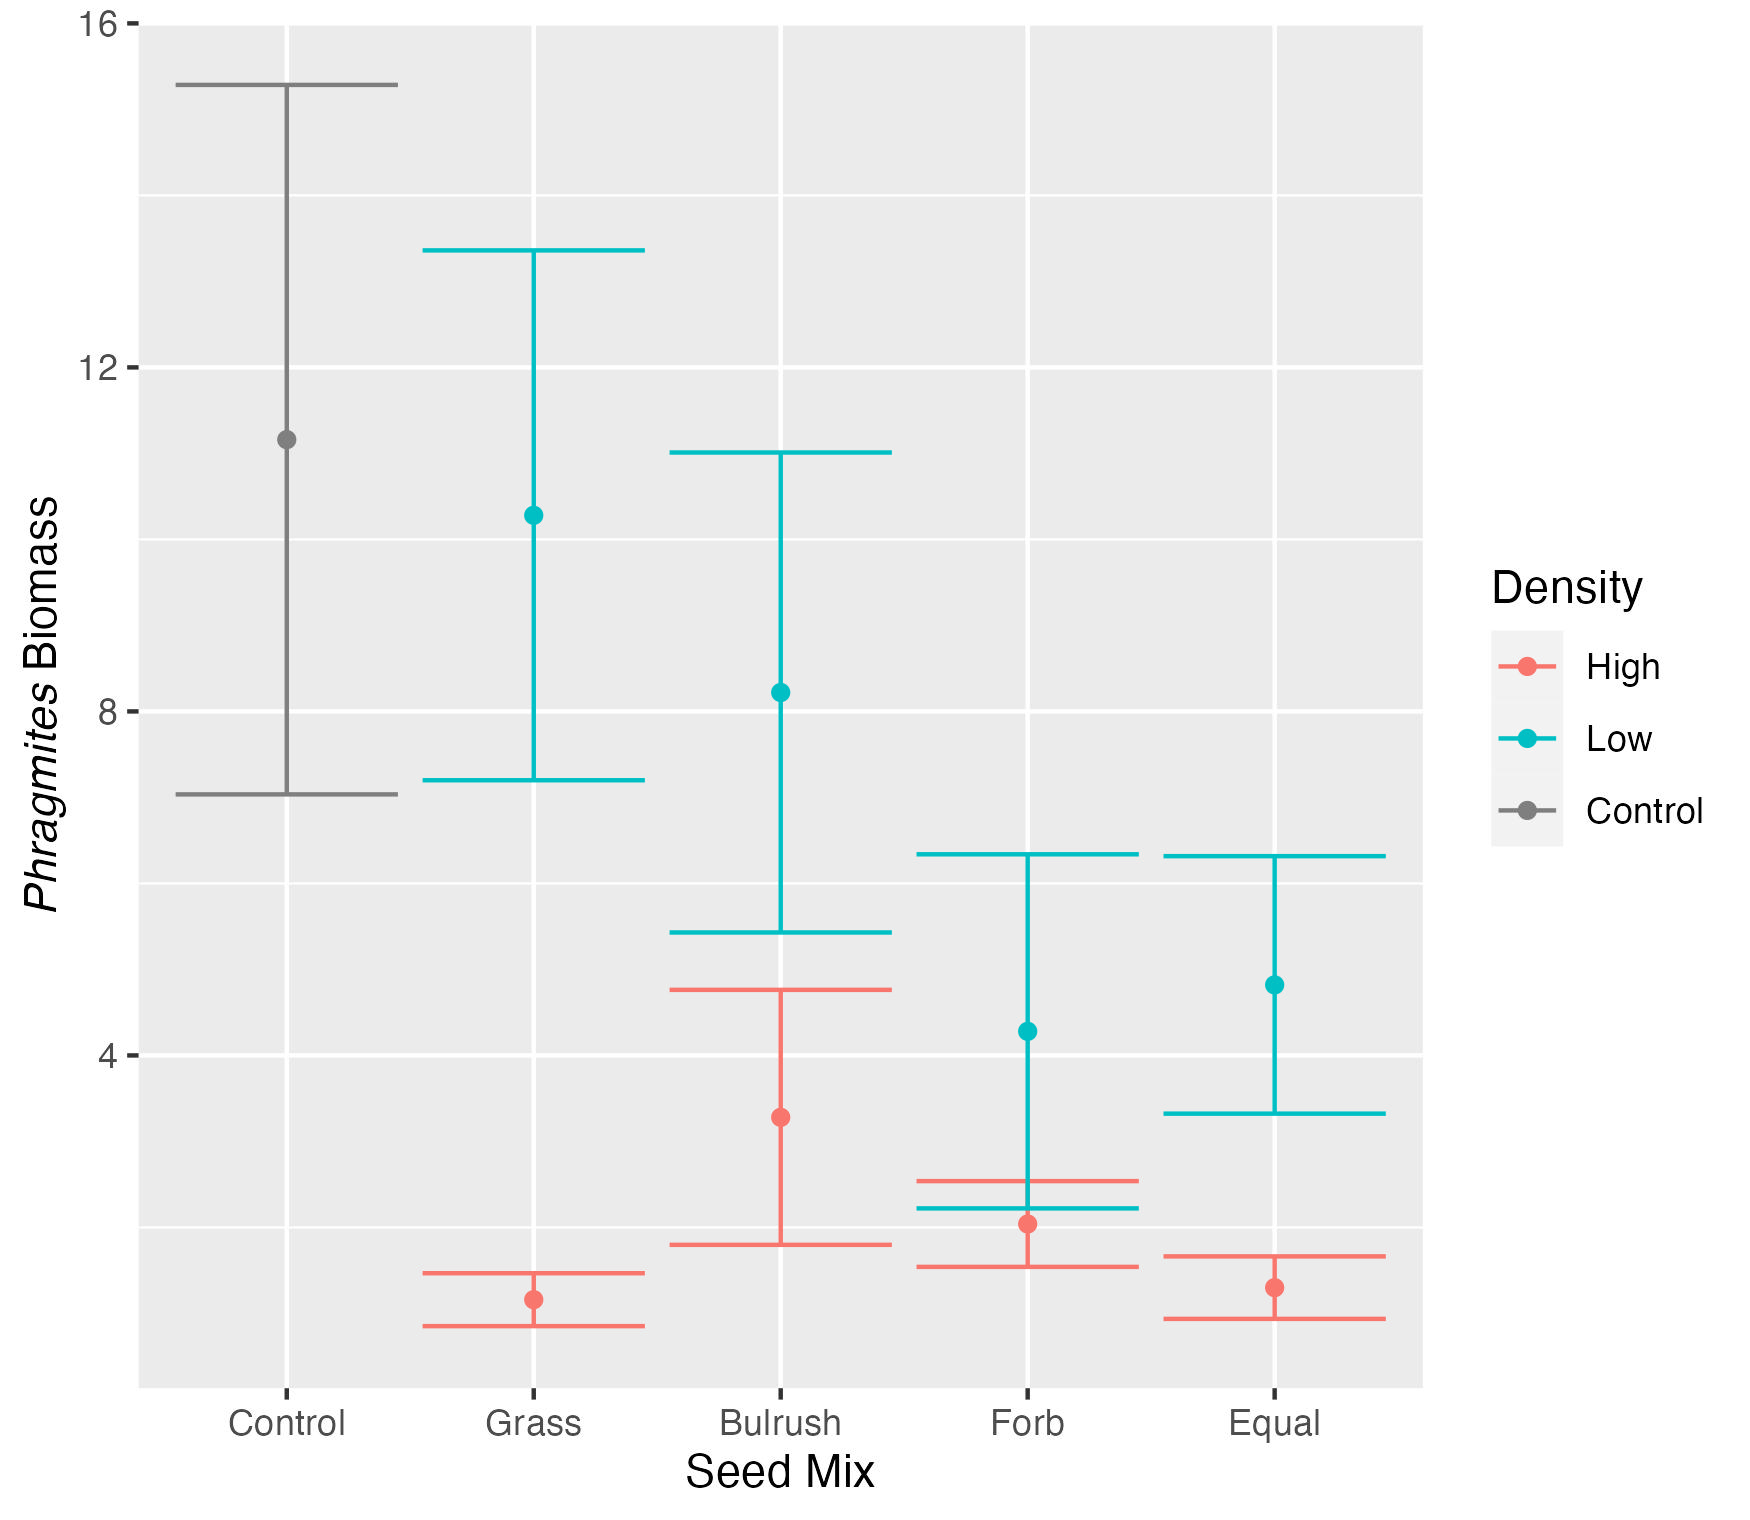 16
12
8
4
Phragmites Biomass
Control Grass Bulrush Forb Equal
Seed Mix
Density
High
Low
Control